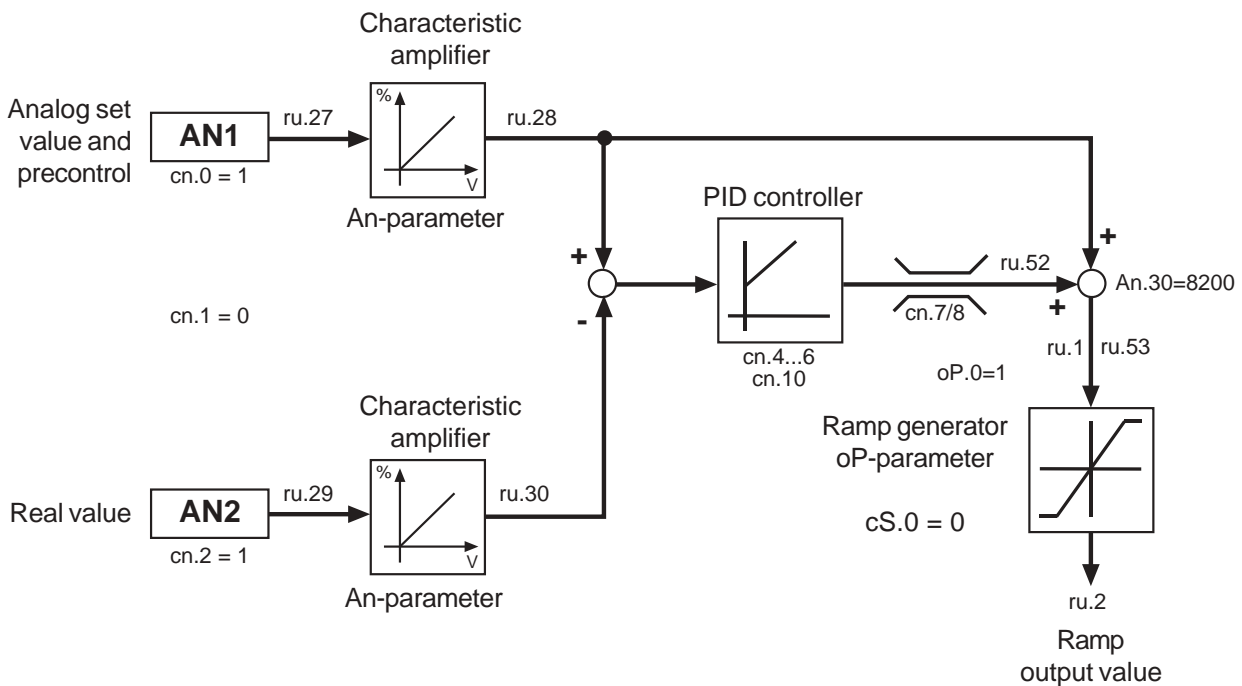 Characteristic
amplifier
Analog set
value and
precontrol
AN1
cn.0 = 1
ru.27
%
V
ru.28
An-parameter
PID controller
+
+
-
cn.1 = 0
cn.4...6
cn.10
ru.52
cn.7/8
+
An.30=8200
ru.1
ru.53
oP.0=1
Characteristic
amplifier
Ramp generator
oP-parameter
cS.0 = 0
Real value
AN2
cn.2 = 1
ru.29
%
V
ru.30
An-parameter
ru.2
Ramp
output value